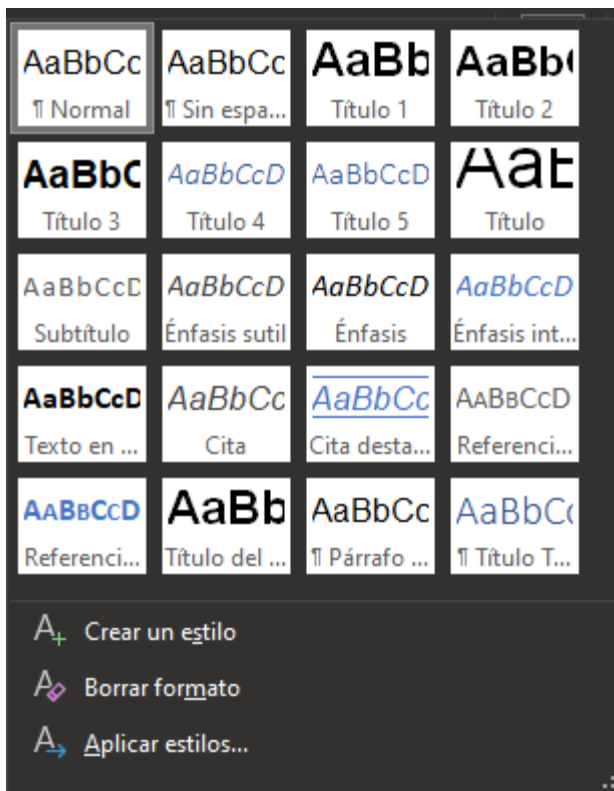 AaBbCc AaBbCc AaBb AaBb
¶ Normal ¶ Sin espa... Título 1 Título 2
AaBbC AaBbCcD AaBbCcD Aat
Título 3 Título 4 Título 5 Título
AaBbCcD AaBbCcD AaBbCcD AaBbCcD
Subtítulo Énfasis sutil Énfasis Énfasis int...
AaBbCcD AaBbCc AaBbCc AaBbCcD
Texto en ... Cita Cita desta... Referenci...
AaBbCcD AaBb AaBbCc AaBbC
Referenci... Título del ... ¶ Párrafo ... ¶ Título T...
Crear un estilo
Borrar formato
Aplicar estilos...